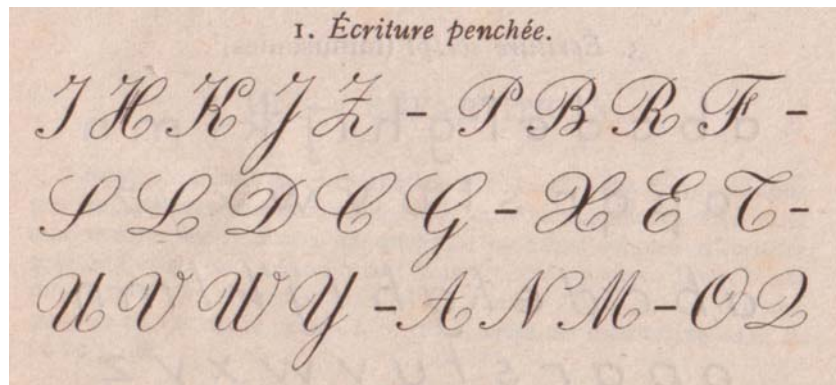 1. Écriture penchée.
I H K J Z - P B R F -
S L D C G - X E T -
U V W Y - A N M - O Q